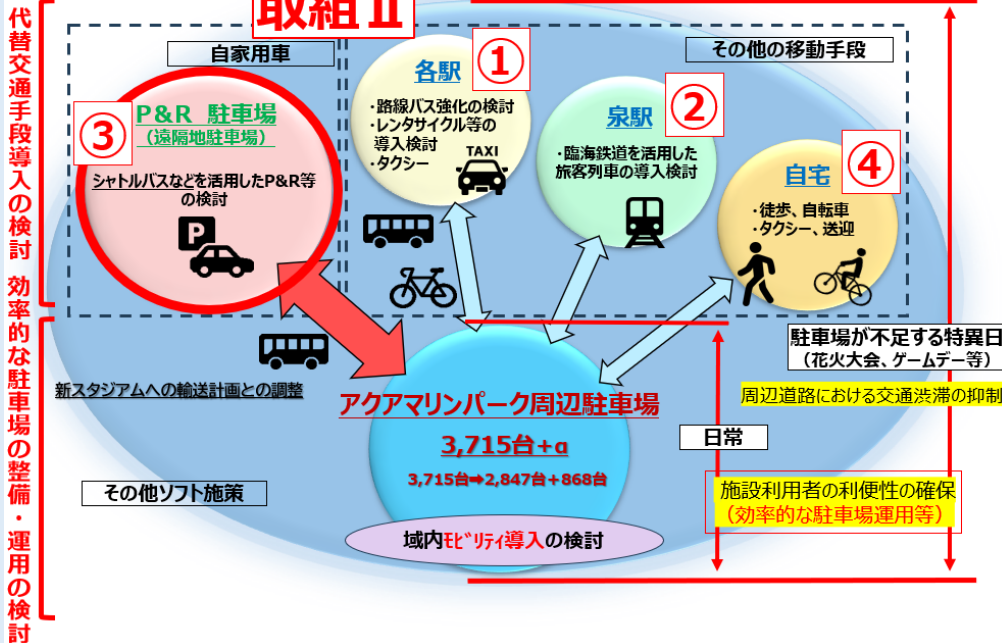 取組Ⅱ
代替交通手段導入の検討
効率的な駐車場の整備・運用の検討
自家用車
その他の移動手段
③
P&R 駐車場
（遠隔地駐車場）
シャトルバスなどを活用したP&R等
の検討
P
①
各駅
・路線バス強化の検討
・レンタサイクル等の
導入検討
・タクシー
TAXI
②
泉駅
・臨海鉄道を活用した
旅客列車の導入検討
④
自宅
・徒歩、自転車
・タクシー、送迎
駐車場が不足する特異日
（花火大会、ゲームデー等）
周辺道路における交通渋滞の抑制
新スタジアムへの輸送計画との調整
アクアマリンパーク周辺駐車場
3,715台+α
3,715台➡2,847台+868台
日常
その他ソフト施策
施設利用者の利便性の確保
（効率的な駐車場運用等）
域内ﾓﾋﾞﾘﾃｨ導入の検討